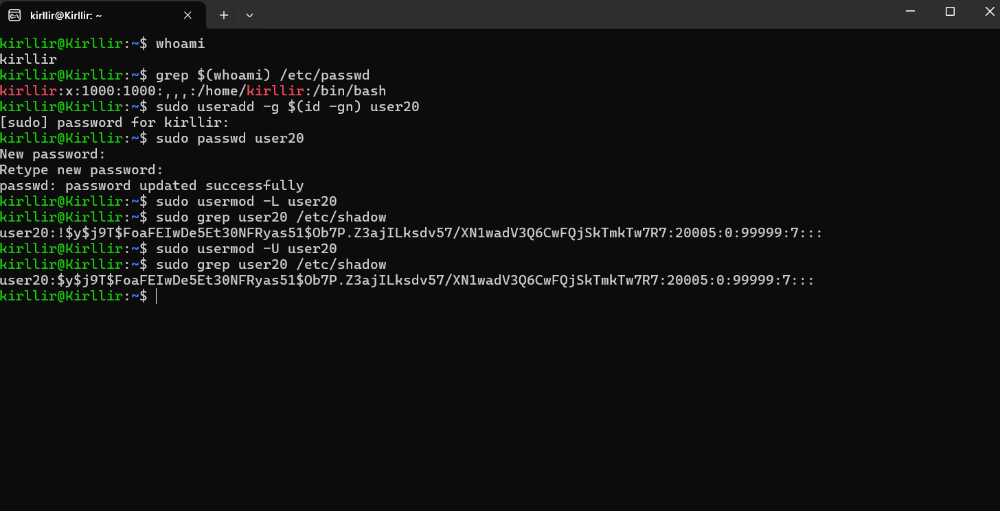 kirllir@Kirllir: ~
kirllir@Kirllir:~$ whoami
kirllir
kirllir@Kirllir:~$ grep $(whoami) /etc/passwd
kirllir:x:1000:1000:,,,:/home/kirllir:/bin/bash
kirllir@Kirllir:~$ sudo useradd -g $(id -gn) user20
[sudo] password for kirllir:
kirllir@Kirllir:~$ sudo passwd user20
New password:
Retype new password:
passwd: password updated successfully
kirllir@Kirllir:~$ sudo usermod -L user20
kirllir@Kirllir:~$ sudo grep user20 /etc/shadow
user20:!$y$j9T$FoaFEIwDe5Et30NFRyas51$Ob7P.Z3ajILksdv57/XN1wadV3Q6CwFQjSkTmkTw7R7:20005:0:99999:7:::
kirllir@Kirllir:~$ sudo usermod -U user20
kirllir@Kirllir:~$ sudo grep user20 /etc/shadow
user20:$y$j9T$FoaFEIwDe5Et30NFRyas51$Ob7P.Z3ajILksdv57/XN1wadV3Q6CwFQjSkTmkTw7R7:20005:0:99999:7:::
kirllir@Kirllir:~$